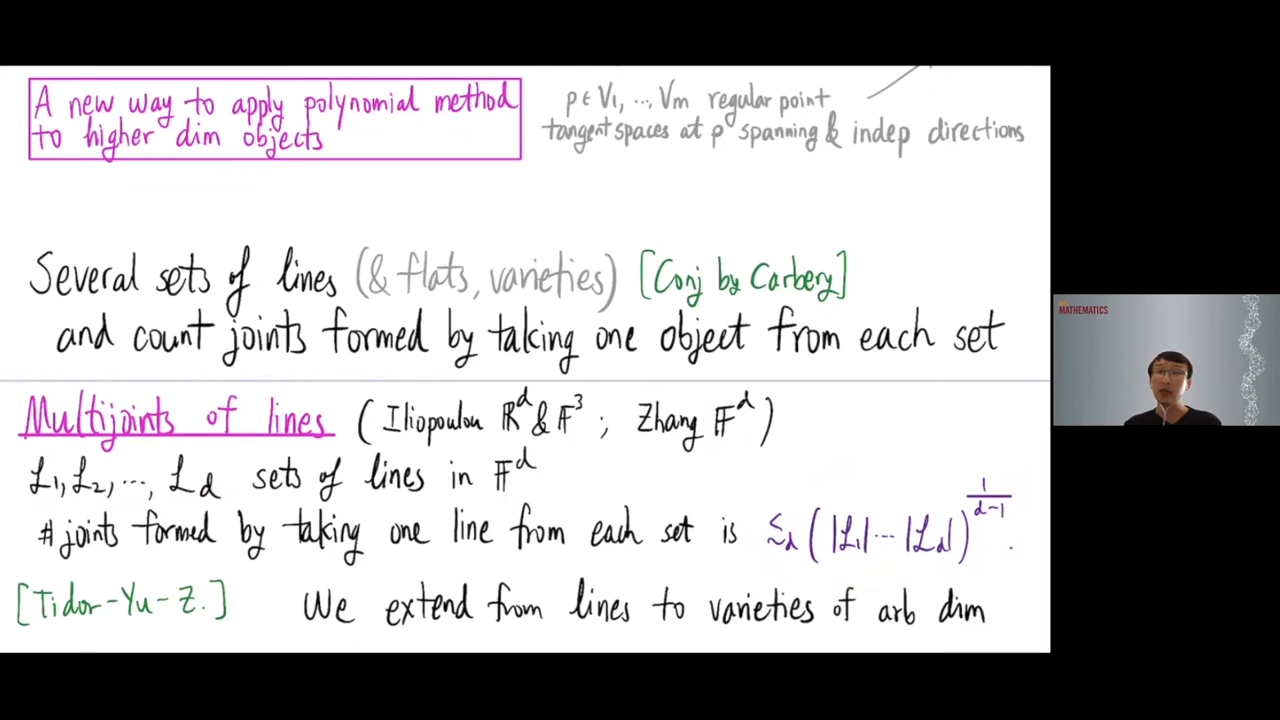 A new way to apply polynomial method
to higher dim objects
p ∈ V1, ..., Vm regular point
tangent spaces at p spanning & indep directions
Several sets of lines (& flats, varieties) [Conj by Carbery]
and count joints formed by taking one object from each set
Multijoints of lines (Iliopoulou ℝ^d & 𝔽^3 ; Zhang 𝔽^d)
ℒ1, ℒ2, ..., ℒd sets of lines in 𝔽^d
# joints formed by taking one line from each set is ≲_d (|ℒ1| ... |ℒd|)^{1/(d-1)}.
[Tidor-Yu-Z.] We extend from lines to varieties of arb dim
MATHEMATICS